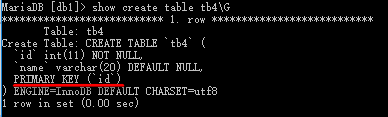 MariaDB [db1]> show create table tb4\G
*************************** 1. row ***************************
Table: tb4
Create Table: CREATE TABLE `tb4` (
`id` int(11) NOT NULL,
`name` varchar(20) DEFAULT NULL,
PRIMARY KEY (`id`)
) ENGINE=InnoDB DEFAULT CHARSET=utf8
1 row in set (0.00 sec)